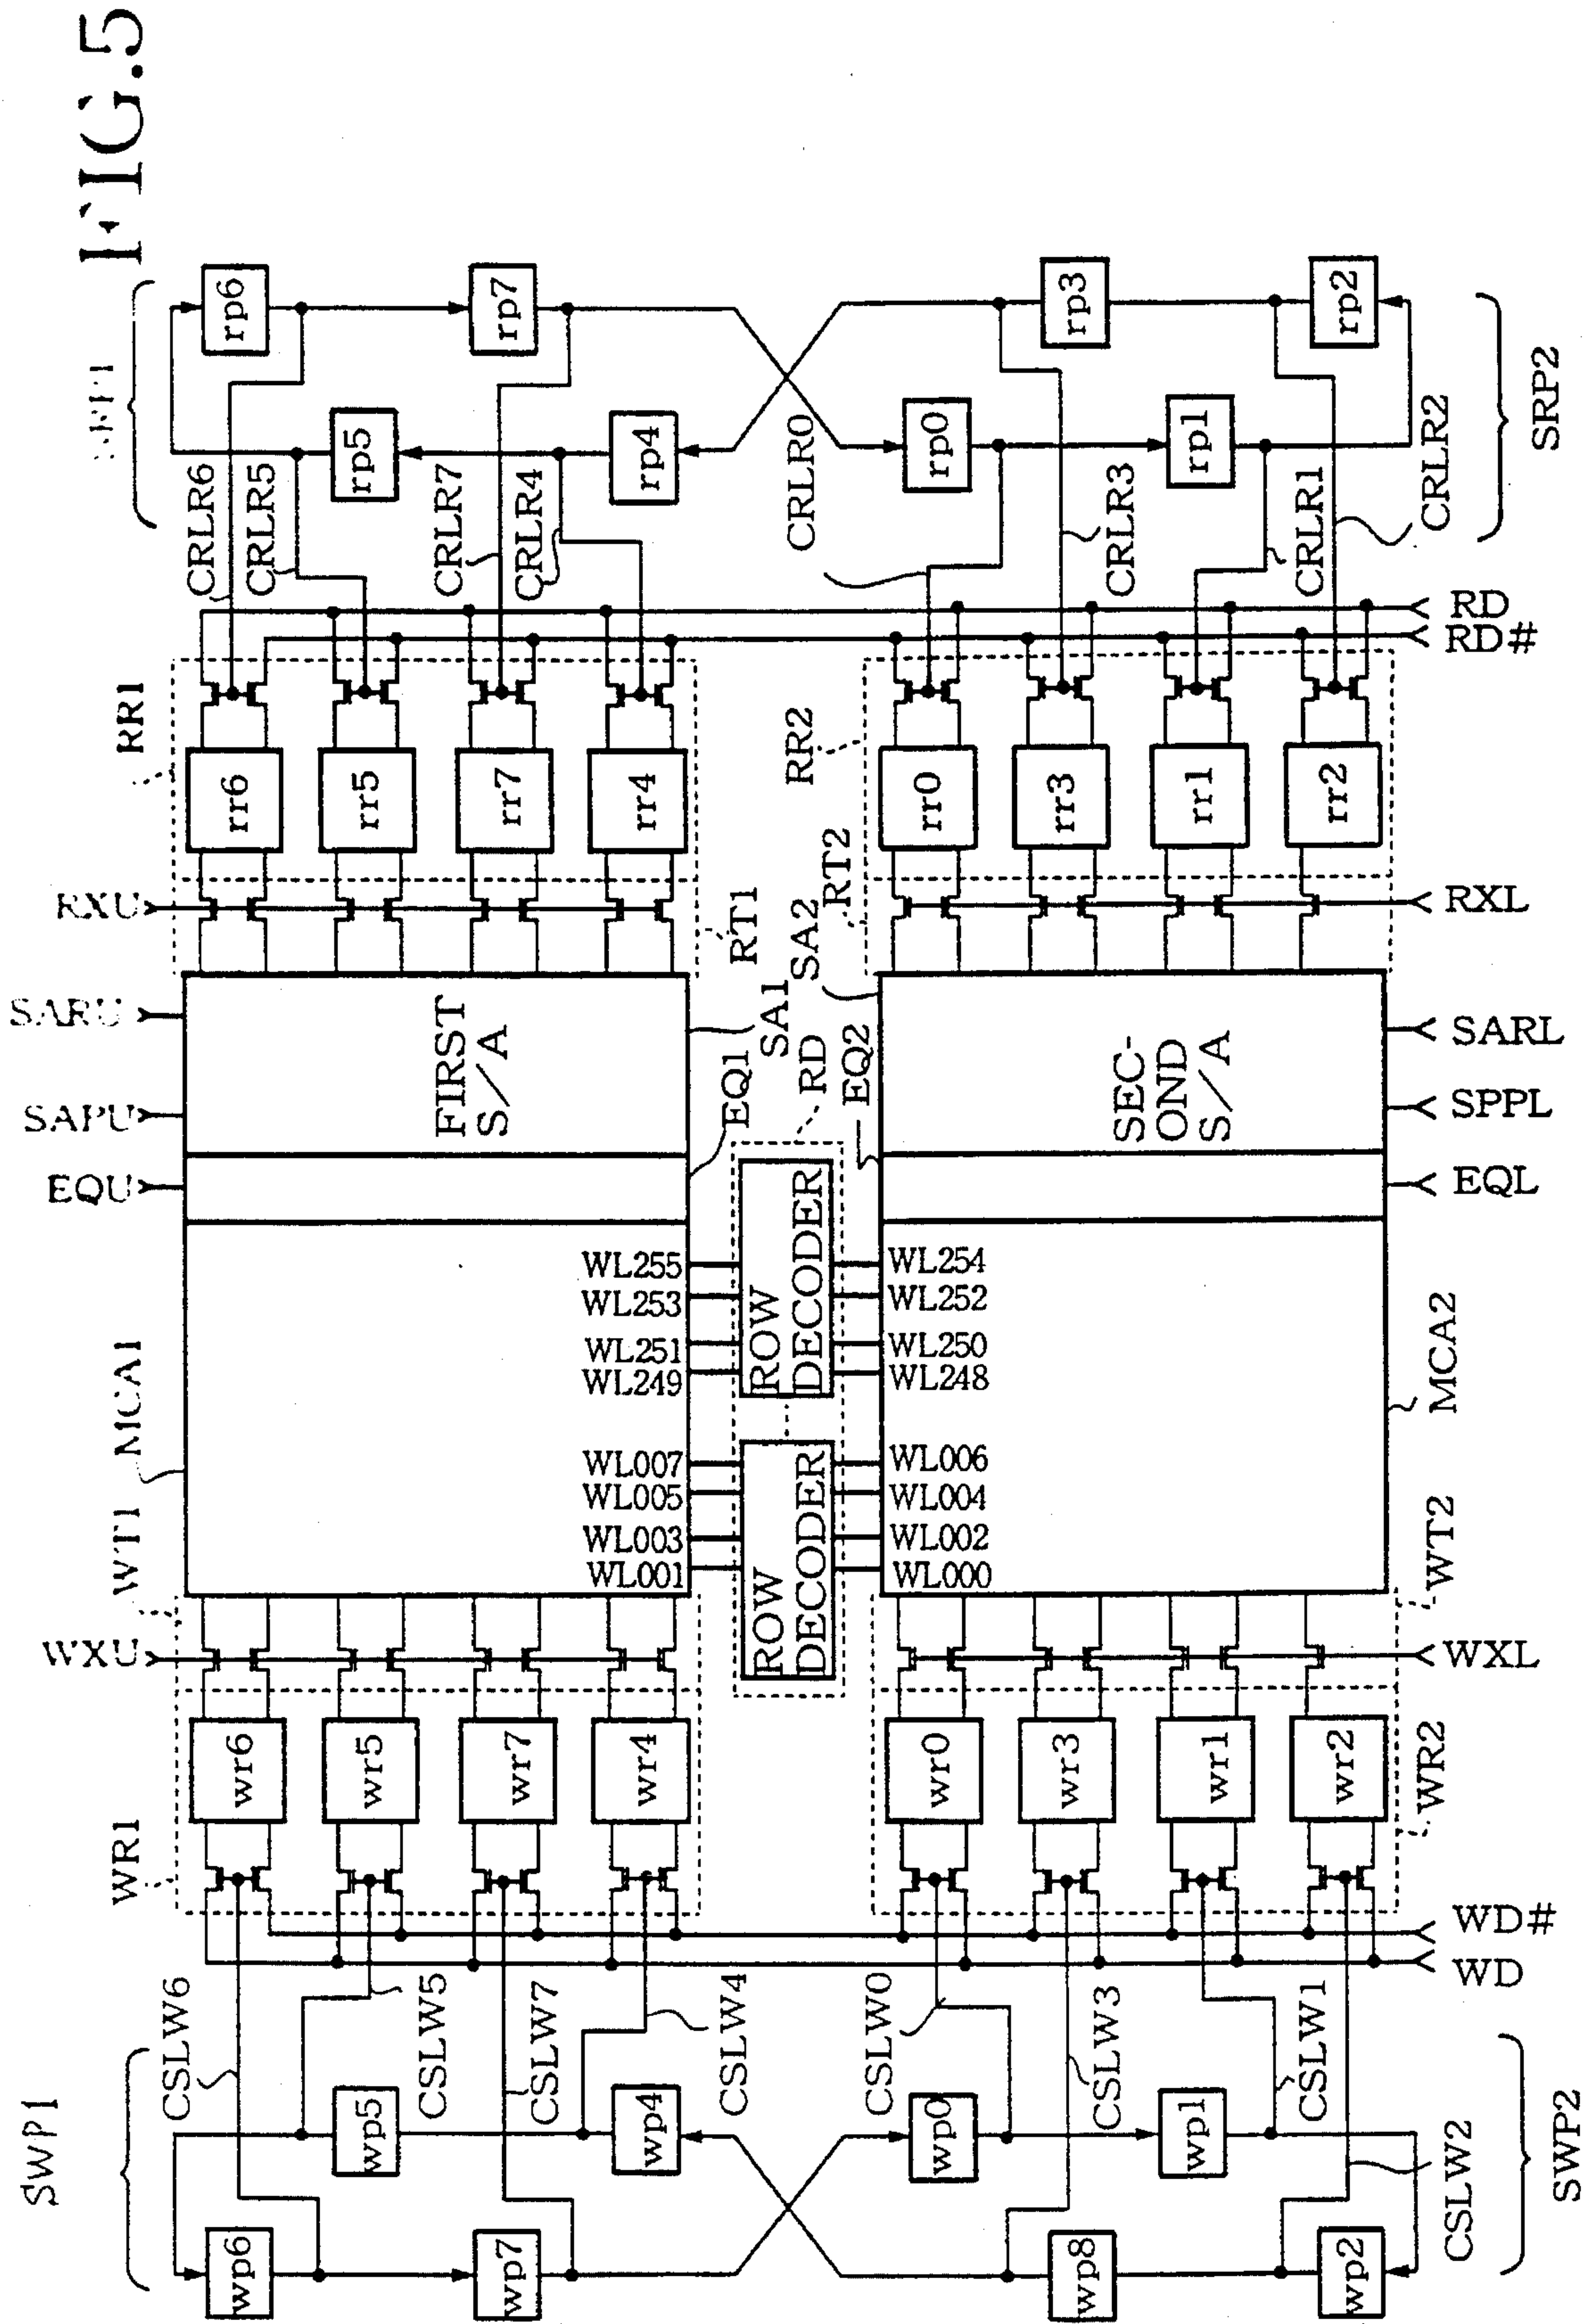 FIG.5
SRP2
rp6
rp7
rp3
rp2
rp5
rp4
rp0
rp1
CRLR6
CRLR5
CRLR7
CRLR4
CRLR0
CRLR3
CRLR1
CRLR2
RD
RD#
RR1
RR2
rr6
rr5
rr7
rr4
rr0
rr3
rr1
rr2
RXU
RT1
RT2
RXL
SARU
FIRST
S/A
SA1
SA2
SEC-
OND
S/A
SARL
SAPU
SPPL
EQU
EQ1
RD
EQ2
EQL
MCA1
WL255
WL253
WL251
WL249
WL007
WL005
WL003
WL001
ROW
DECODER
ROW
DECODER
WL254
WL252
WL250
WL248
WL006
WL004
WL002
WL000
MCA2
WT1
WT2
WXU
WXL
wr6
wr5
wr7
wr4
wr0
wr3
wr1
wr2
WR1
WR2
WD#
WD
CSLW6
CSLW5
CSLW7
CSLW4
CSLW0
CSLW3
CSLW1
CSLW2
SWP1
wp5
wp4
wp0
wp1
wp6
wp7
wp8
wp2
SWP2